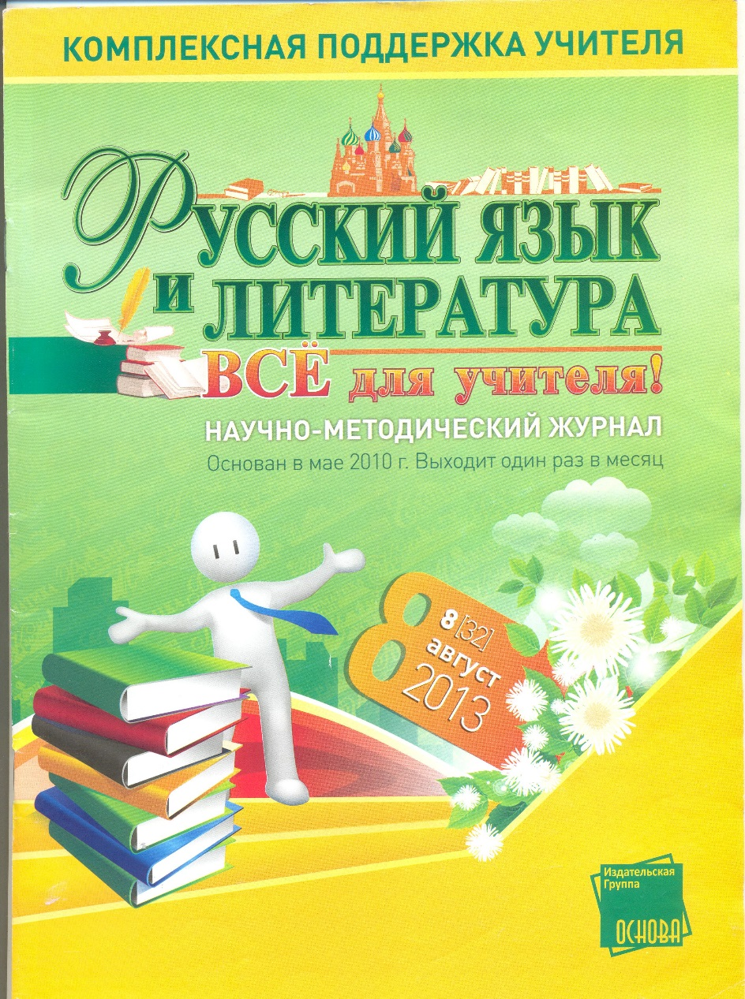 КОМПЛЕКСНАЯ ПОДДЕРЖКА УЧИТЕЛЯ
РУССКИЙ ЯЗЫК
И ЛИТЕРАТУРА
ВСЁ для учителя!
НАУЧНО-МЕТОДИЧЕСКИЙ ЖУРНАЛ
Основан в мае 2010 г. Выходит один раз в месяц
8 [32]
август
2013
Издательская
Группа
ОСНОВА